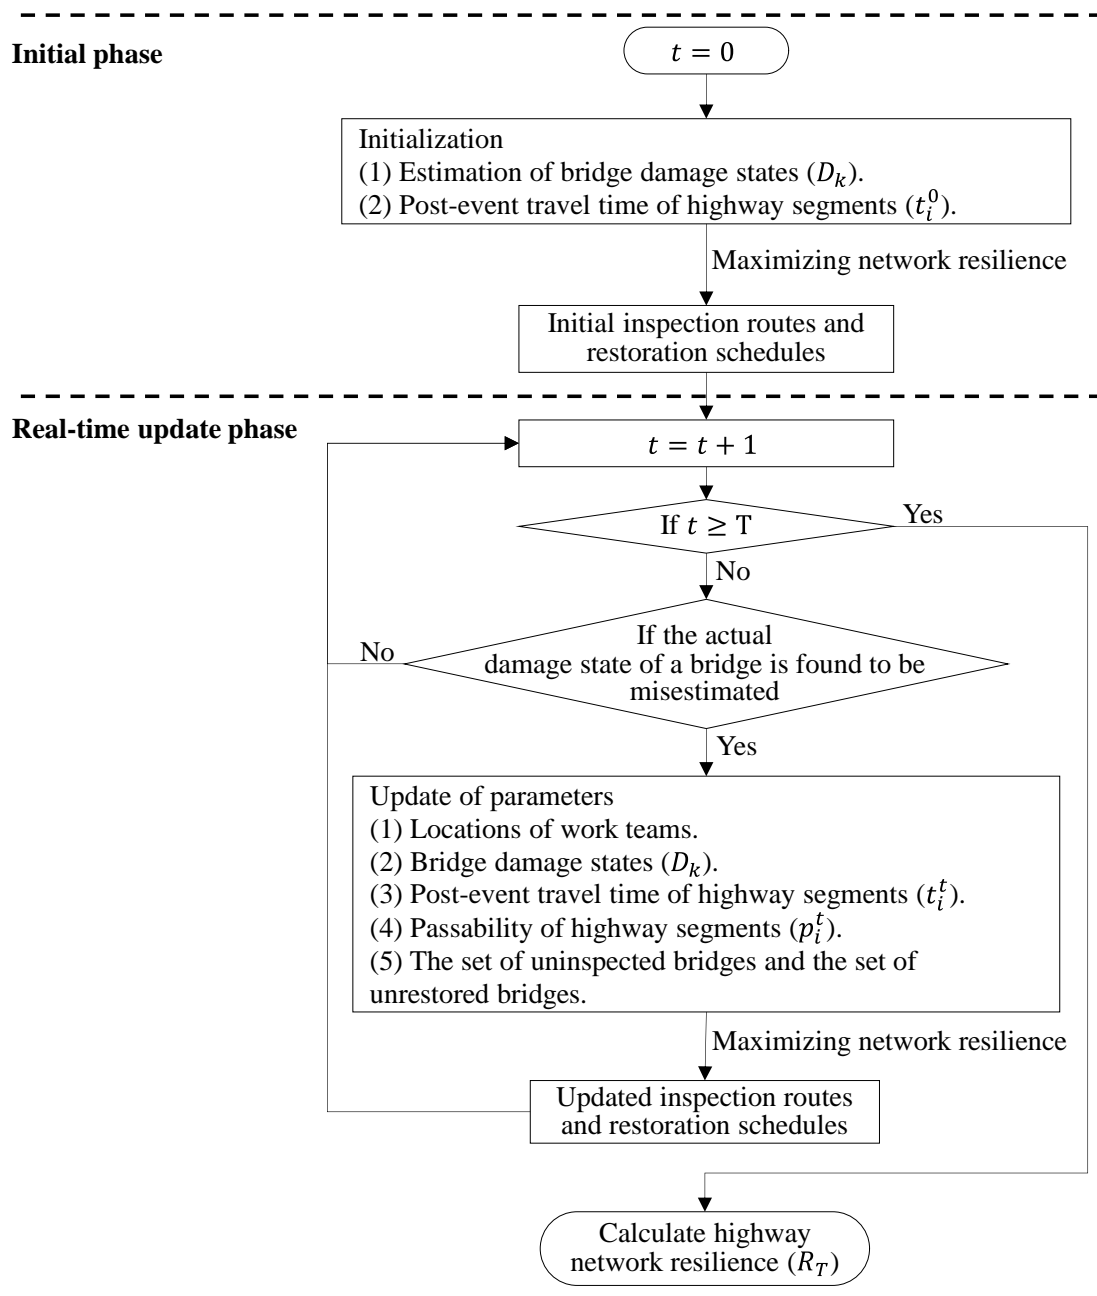 Initial phase
t = 0
Initialization
(1) Estimation of bridge damage states (D_k).
(2) Post-event travel time of highway segments (t_i^0).
Maximizing network resilience
Initial inspection routes and
restoration schedules
Real-time update phase
t = t + 1
If t ≥ T
Yes
No
If the actual
damage state of a bridge is found to be
misestimated
No
Yes
Update of parameters
(1) Locations of work teams.
(2) Bridge damage states (D_k).
(3) Post-event travel time of highway segments (t_i^t).
(4) Passability of highway segments (p_i^t).
(5) The set of uninspected bridges and the set of
unrestored bridges.
Maximizing network resilience
Updated inspection routes
and restoration schedules
Calculate highway
network resilience (R_T)